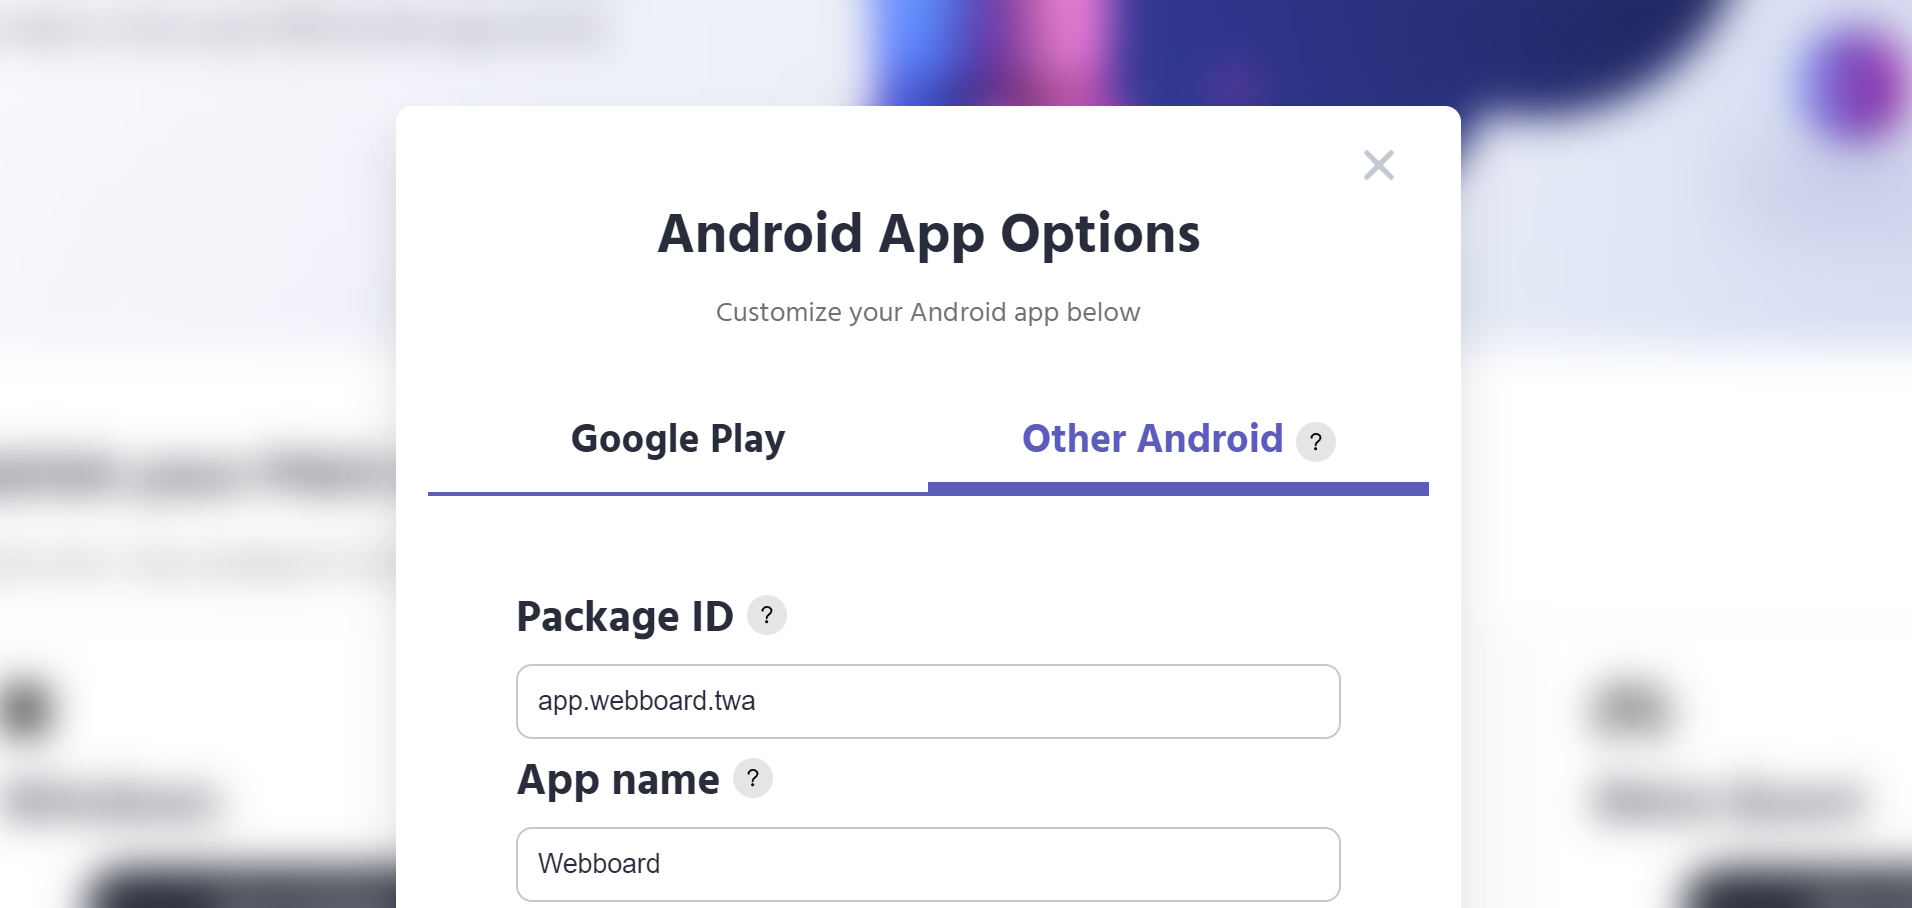 Android App Options
Customize your Android app below
Google Play
Other Android ?
Package ID ?
app.webboard.twa
App name ?
Webboard